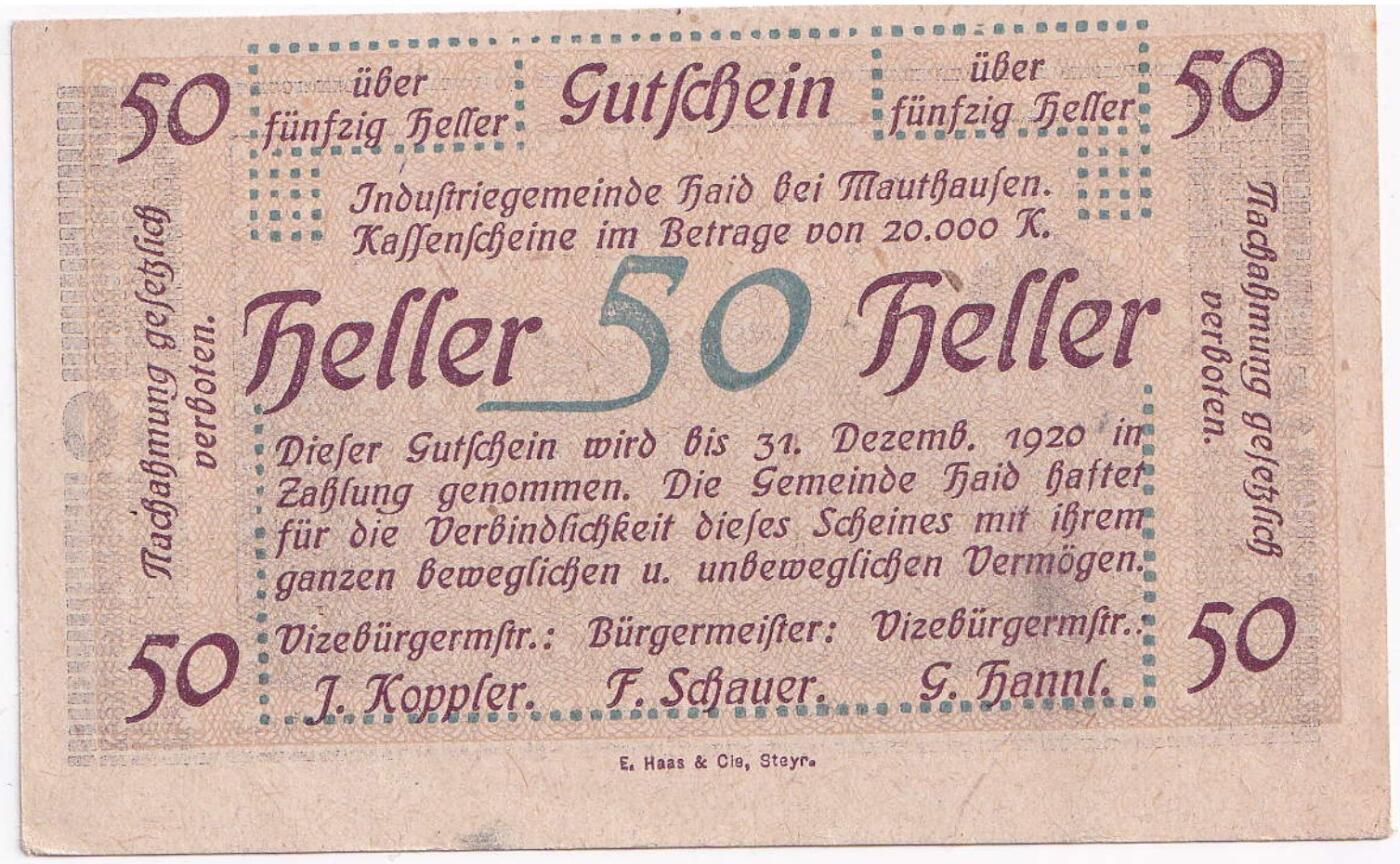 50
über
fünfzig Heller
Gutschein
über
fünfzig Heller
50
Industriegemeinde Haid bei Mauthausen.
Kassenscheine im Betrage von 20.000 K.
Heller 50 Heller
Nachahmung gesetzlich
verboten.
Nachahmung gesetzlich
verboten.
Dieser Gutschein wird bis 31. Dezemb. 1920 in
Zahlung genommen. Die Gemeinde Haid haftet
für die Verbindlichkeit dieses Scheines mit ihrem
ganzen beweglichen u. unbeweglichen Vermögen.
Vizebürgermstr.: Bürgermeister: Vizebürgermstr.:
J. Koppler. F. Schauer. G. Hannl.
50
50
E. Haas & Cie, Steyr.